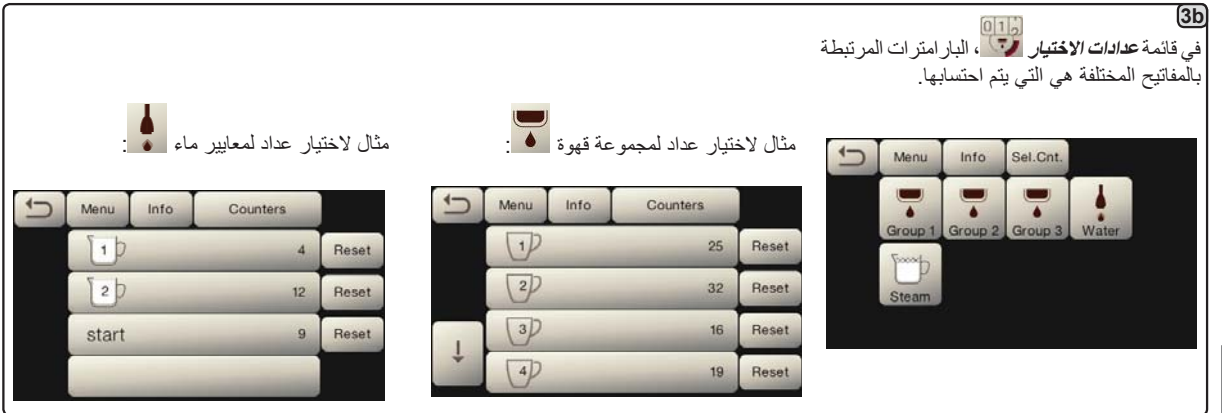 3b
في قائمة عدادات الاختيار 012، البارامترات المرتبطة
بالمفاتيح المختلفة هي التي يتم احتسابها.
Menu Info Sel.Cnt.
Group 1 Group 2 Group 3 Water
Steam
مثال لاختيار عداد لمجموعة قهوة :
Menu Info Counters
1 25 Reset
2 32 Reset
3 16 Reset
4 19 Reset
مثال لاختيار عداد لمعايير ماء :
Menu Info Counters
1 4 Reset
2 12 Reset
start 9 Reset